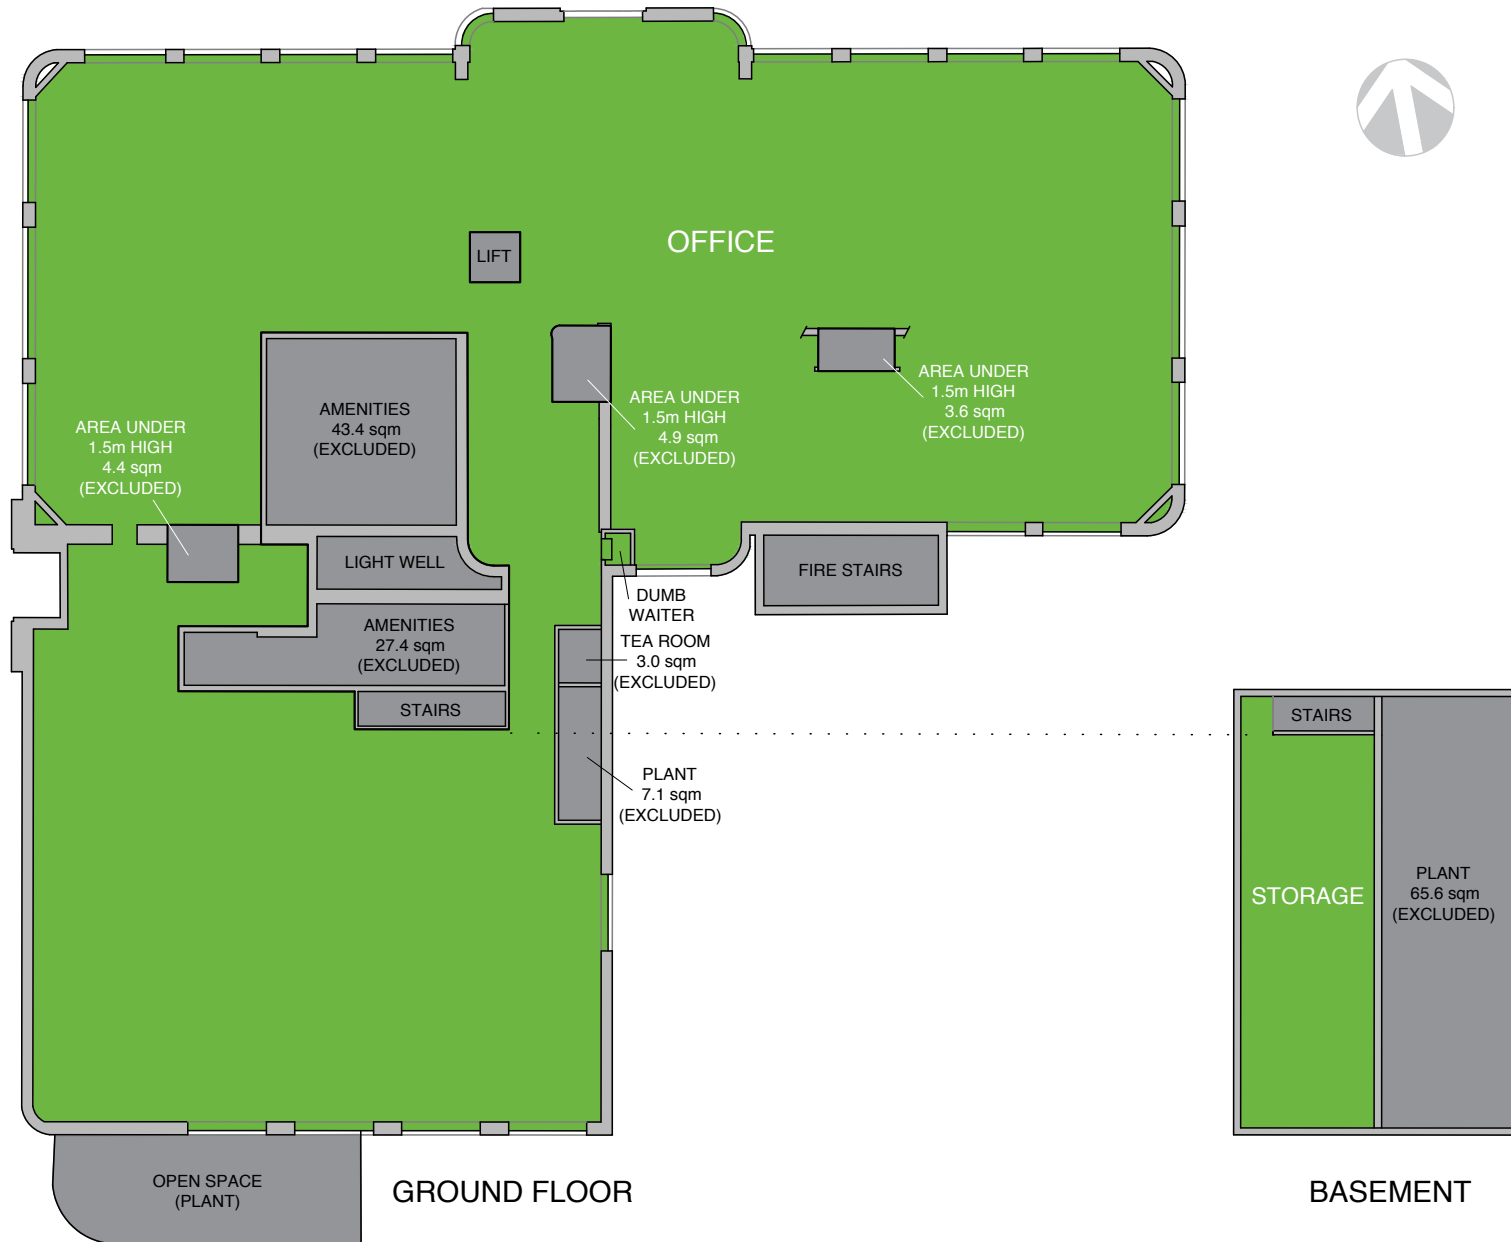 OFFICE
LIFT
AREA UNDER
1.5m HIGH
3.6 sqm
(EXCLUDED)
AREA UNDER
1.5m HIGH
4.9 sqm
(EXCLUDED)
AMENITIES
43.4 sqm
(EXCLUDED)
AREA UNDER
1.5m HIGH
4.4 sqm
(EXCLUDED)
LIGHT WELL
FIRE STAIRS
DUMB
WAITER
AMENITIES
27.4 sqm
(EXCLUDED)
TEA ROOM
3.0 sqm
(EXCLUDED)
STAIRS
STAIRS
PLANT
7.1 sqm
(EXCLUDED)
STORAGE
PLANT
65.6 sqm
(EXCLUDED)
OPEN SPACE
(PLANT)
GROUND FLOOR
BASEMENT